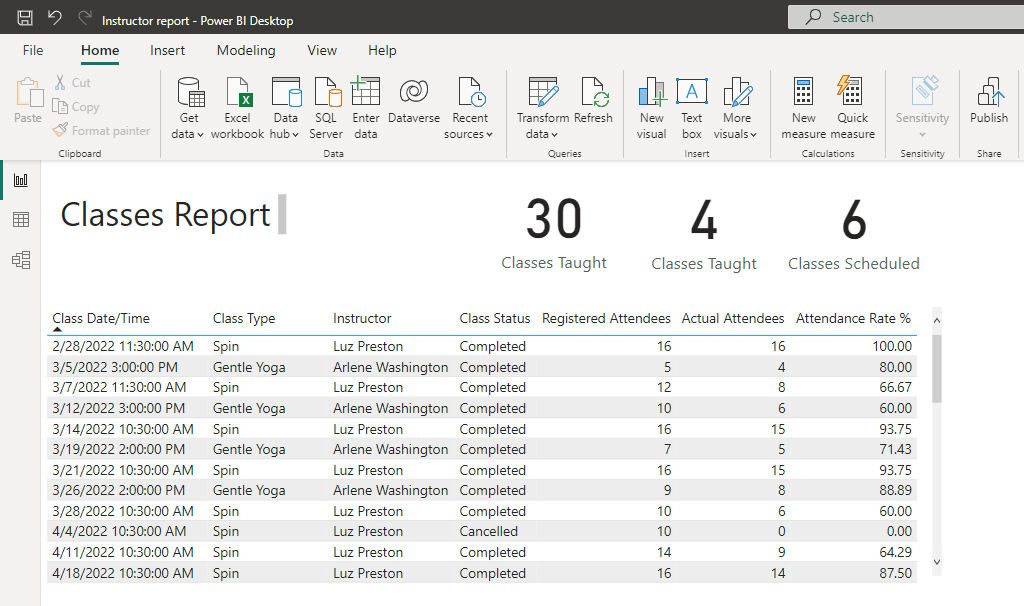 Instructor report - Power BI Desktop
Search
File Home Insert Modeling View Help
Paste
Cut
Copy
Format painter
Clipboard
Get data
Excel workbook
Data hub
SQL Server
Enter data
Dataverse
Recent sources
Data
Transform data
Refresh
Queries
New visual
Text box
More visuals
Insert
New measure
Quick measure
Calculations
Sensitivity
Sensitivity
Publish
Share
Classes Report
30
Classes Taught
4
Classes Taught
6
Classes Scheduled
Class Date/Time Class Type Instructor Class Status Registered Attendees Actual Attendees Attendance Rate %
2/28/2022 11:30:00 AM Spin Luz Preston Completed 16 16 100.00
3/5/2022 3:00:00 PM Gentle Yoga Arlene Washington Completed 5 4 80.00
3/7/2022 11:30:00 AM Spin Luz Preston Completed 12 8 66.67
3/12/2022 3:00:00 PM Gentle Yoga Arlene Washington Completed 10 6 60.00
3/14/2022 10:30:00 AM Spin Luz Preston Completed 16 15 93.75
3/19/2022 2:00:00 PM Gentle Yoga Arlene Washington Completed 7 5 71.43
3/21/2022 10:30:00 AM Spin Luz Preston Completed 16 15 93.75
3/26/2022 2:00:00 PM Gentle Yoga Arlene Washington Completed 9 8 88.89
3/28/2022 10:30:00 AM Spin Luz Preston Completed 10 6 60.00
4/4/2022 10:30:00 AM Spin Luz Preston Cancelled 10 0 0.00
4/11/2022 10:30:00 AM Spin Luz Preston Completed 14 9 64.29
4/18/2022 10:30:00 AM Spin Luz Preston Completed 16 14 87.50